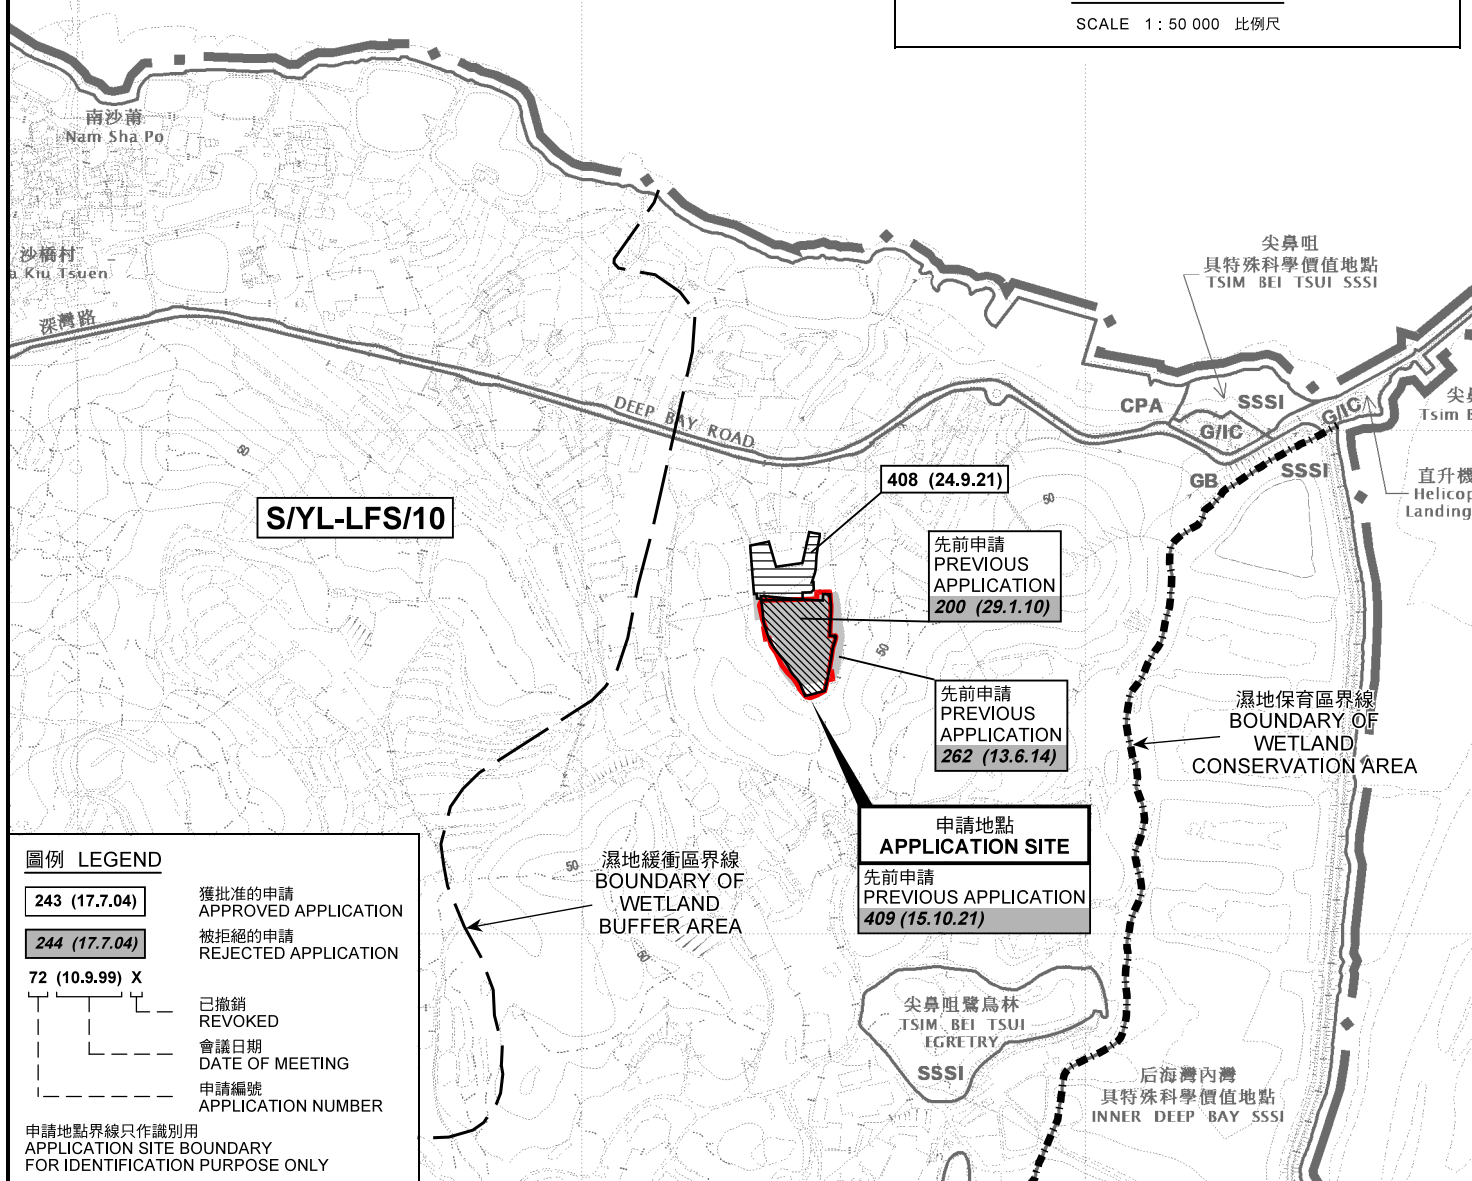 SCALE 1 : 50 000 比例尺
南沙莆
Nam Sha Po
沙橋村
a Kiu Tsuen
深灣路
DEEP BAY ROAD
尖鼻咀
具特殊科學價值地點
TSIM BEI TSUI SSSI
CPA
SSSI
G/IC
G/IC
GB
SSSI
Tsim B
直升機
Helicop
Landing
50
50
50
50
50
S/YL-LFS/10
408 (24.9.21)
先前申請
PREVIOUS
APPLICATION
200 (29.1.10)
先前申請
PREVIOUS
APPLICATION
262 (13.6.14)
濕地保育區界線
BOUNDARY OF
WETLAND
CONSERVATION AREA
申請地點
APPLICATION SITE
先前申請
PREVIOUS APPLICATION
409 (15.10.21)
濕地緩衝區界線
BOUNDARY OF
WETLAND
BUFFER AREA
尖鼻咀鷺鳥林
TSIM BEI TSUI
EGRETRY
SSSI
后海灣內灣
具特殊科學價值地點
INNER DEEP BAY SSSI
圖例 LEGEND
243 (17.7.04)
獲批准的申請
APPROVED APPLICATION
244 (17.7.04)
被拒絕的申請
REJECTED APPLICATION
72 (10.9.99) X
已撤銷
REVOKED
會議日期
DATE OF MEETING
申請編號
APPLICATION NUMBER
申請地點界線只作識別用
APPLICATION SITE BOUNDARY
FOR IDENTIFICATION PURPOSE ONLY